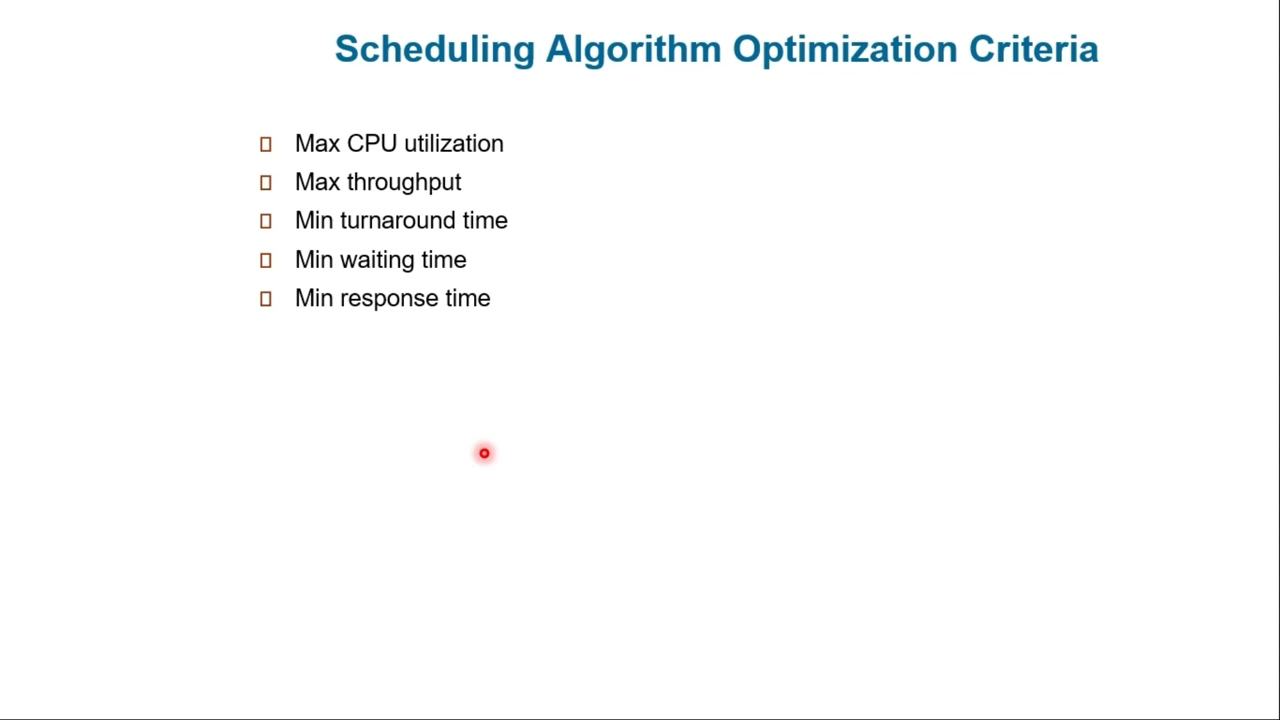 Scheduling Algorithm Optimization Criteria
Max CPU utilization
Max throughput
Min turnaround time
Min waiting time
Min response time